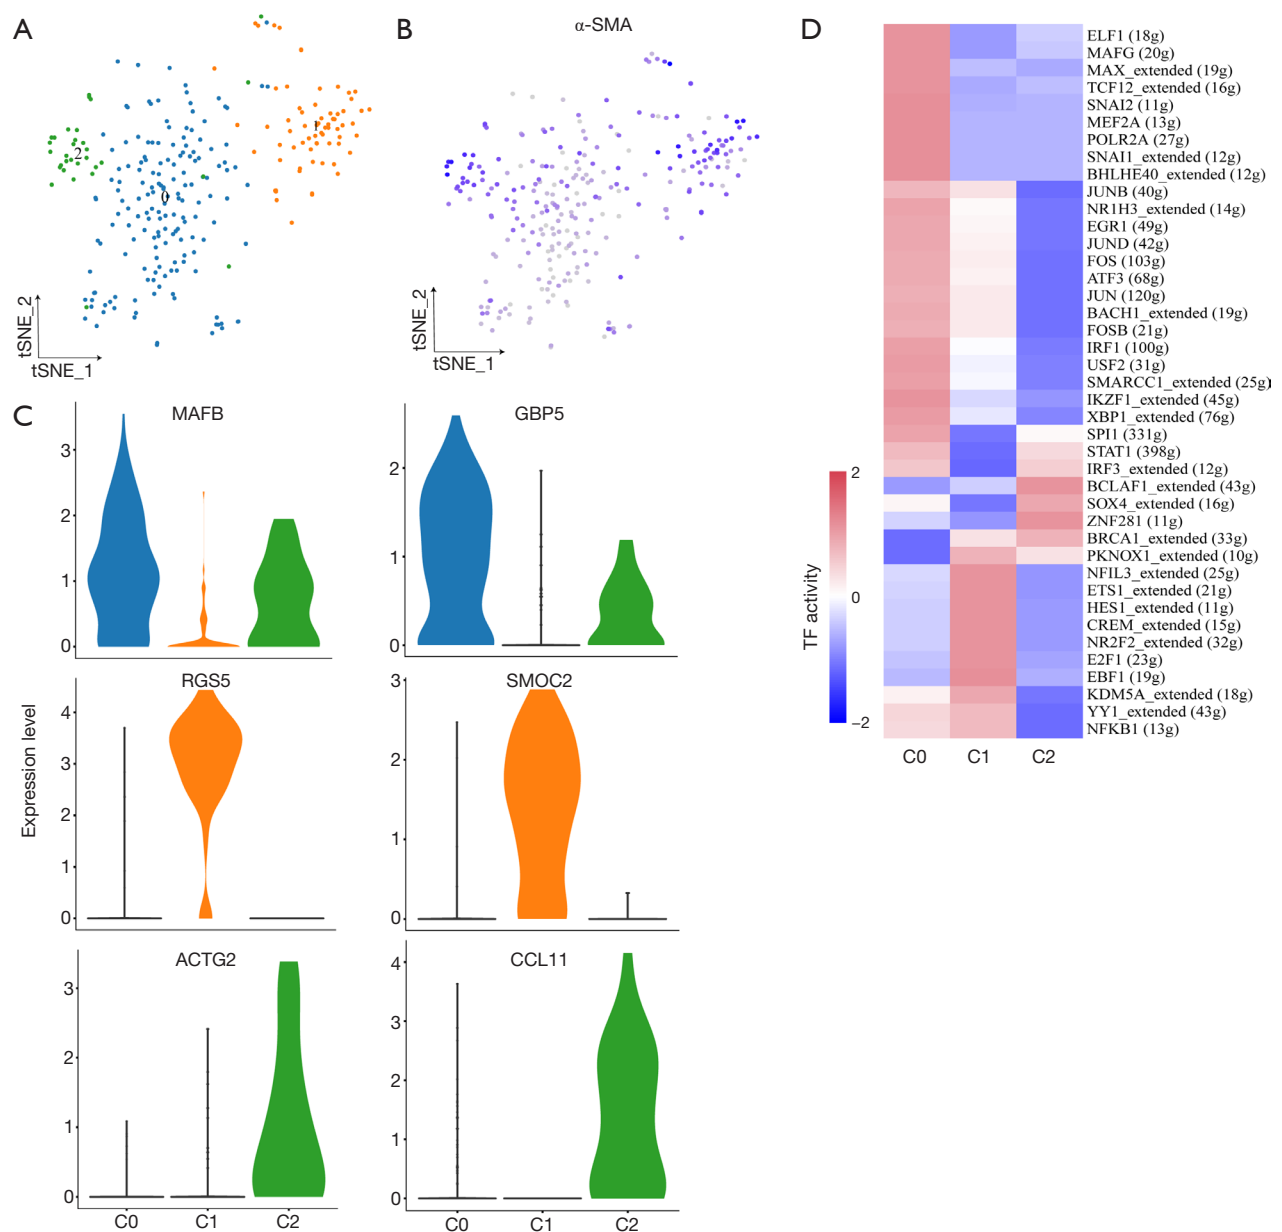 A
2
0
1
tSNE_2
tSNE_1
B
α-SMA
tSNE_2
tSNE_1
C
Expression level
MAFB
3
2
1
0
GBP5
2
1
0
RGS5
4
3
2
1
0
SMOC2
3
2
1
0
ACTG2
3
2
1
0
C0
C1
C2
CCL11
4
3
2
1
0
C0
C1
C2
D
ELF1 (18g)
MAFG (20g)
MAX_extended (19g)
TCF12_extended (16g)
SNAI2 (11g)
MEF2A (13g)
POLR2A (27g)
SNAI1_extended (12g)
BHLHE40_extended (12g)
JUNB (40g)
NR1H3_extended (14g)
EGR1 (49g)
JUND (42g)
FOS (103g)
ATF3 (68g)
JUN (120g)
BACH1_extended (19g)
FOSB (21g)
IRF1 (100g)
USF2 (31g)
SMARCC1_extended (25g)
IKZF1_extended (45g)
XBP1_extended (76g)
SPI1 (331g)
STAT1 (398g)
IRF3_extended (12g)
BCLAF1_extended (43g)
SOX4_extended (16g)
ZNF281 (11g)
BRCA1_extended (33g)
PKNOX1_extended (10g)
NFIL3_extended (25g)
ETS1_extended (21g)
HES1_extended (11g)
CREM_extended (15g)
NR2F2_extended (32g)
E2F1 (23g)
EBF1 (19g)
KDM5A_extended (18g)
YY1_extended (43g)
NFKB1 (13g)
C0
C1
C2
TF activity
2
0
−2